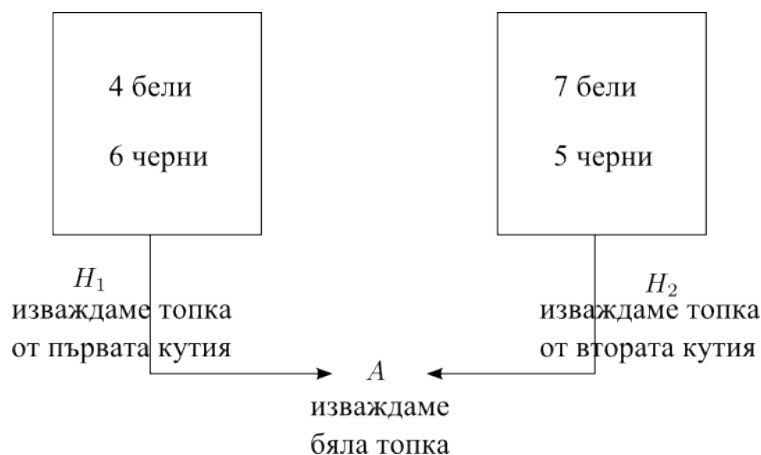 4 бели
6 черни
7 бели
5 черни
H₁
изваждаме топка
от първата кутия
H₂
изваждаме топка
от втората кутия
A
изваждаме
бяла топка